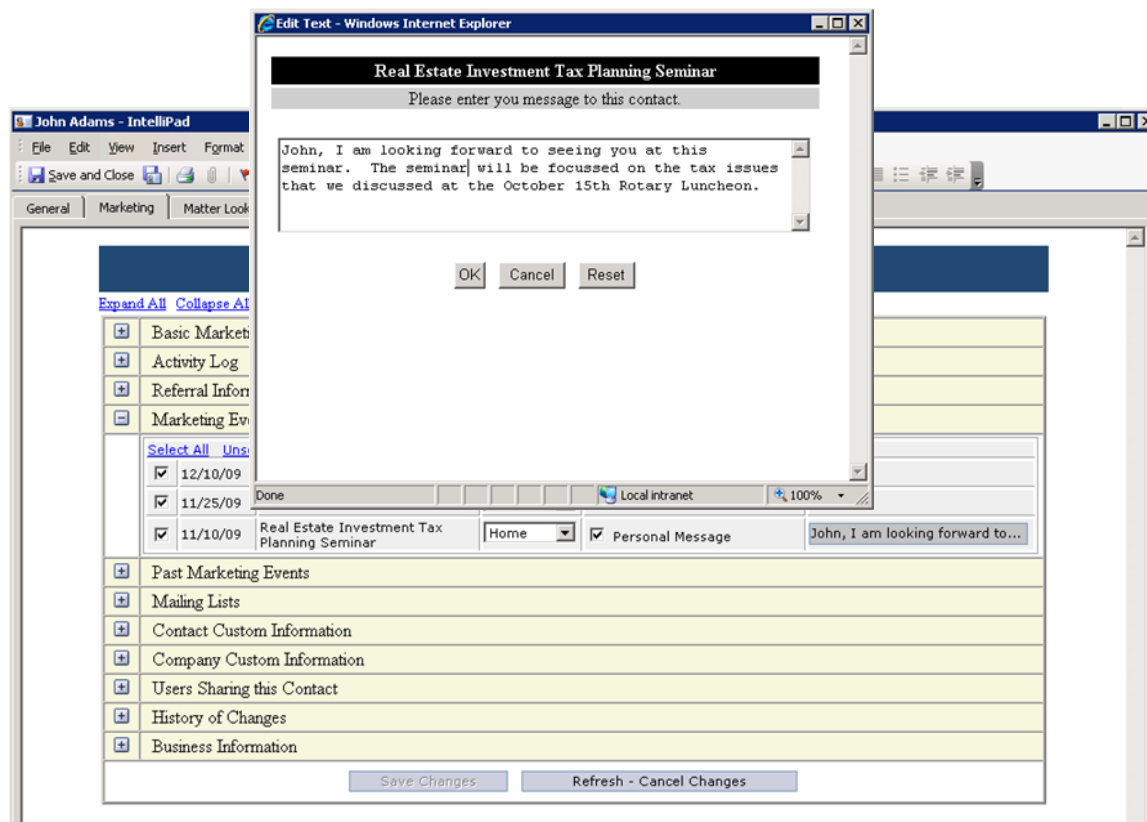 Edit Text - Windows Internet Explorer
Real Estate Investment Tax Planning Seminar
Please enter you message to this contact.
John, I am looking forward to seeing you at this
seminar.  The seminar will be focussed on the tax issues
that we discussed at the October 15th Rotary Luncheon.
OK Cancel Reset
Done Local intranet 100%
John Adams - IntelliPad
File Edit View Insert Format
Save and Close
General Marketing Matter Look
Expand All Collapse Al
Basic Marketi
Activity Log
Referral Infor
Marketing Ev
Select All Uns
12/10/09
11/25/09
11/10/09 Real Estate Investment Tax Planning Seminar Home Personal Message John, I am looking forward to...
Past Marketing Events
Mailing Lists
Contact Custom Information
Company Custom Information
Users Sharing this Contact
History of Changes
Business Information
Save Changes Refresh - Cancel Changes